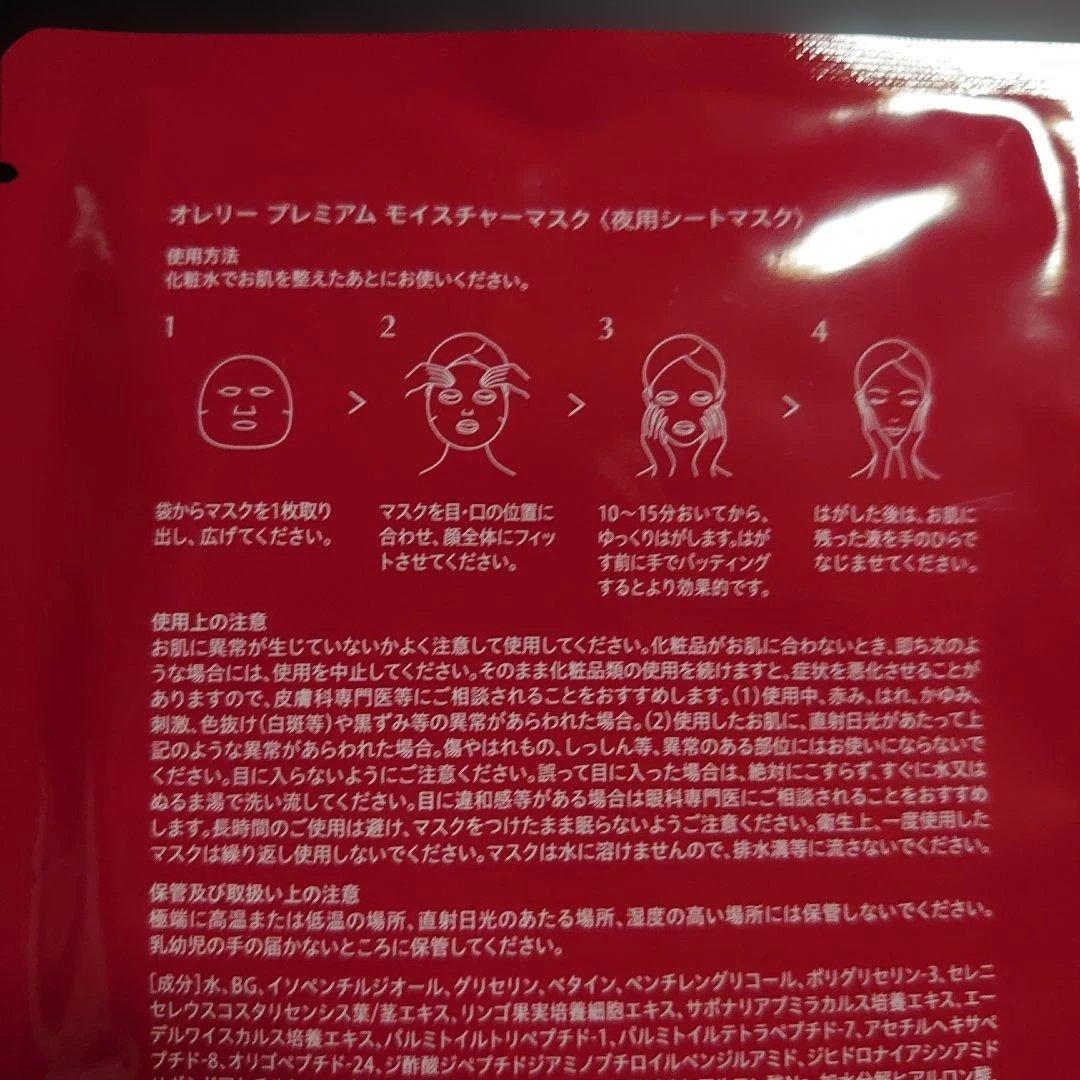 オレリー プレミアム モイスチャーマスク〈夜用シートマスク〉
使用方法
化粧水でお肌を整えたあとにお使いください。
1
袋からマスクを1枚取り
出し、広げてください。
2
マスクを目・口の位置に
合わせ、顔全体にフィッ
トさせてください。
3
10〜15分おいてから、
ゆっくりはがします。はが
す前に手でパッティング
するとより効果的です。
4
はがした後は、お肌に
残った液を手のひらで
なじませてください。
使用上の注意
お肌に異常が生じていないかよく注意して使用してください。化粧品がお肌に合わないとき、即ち次のよ
うな場合には、使用を中止してください。そのまま化粧品類の使用を続けますと、症状を悪化させることが
ありますので、皮膚科専門医等にご相談されることをおすすめします。(1)使用中、赤み、はれ、かゆみ、
刺激、色抜け(白斑等)や黒ずみ等の異常があらわれた場合。(2)使用したお肌に、直射日光があたって上
記のような異常があらわれた場合。傷やはれもの、しっしん等、異常のある部位にはお使いにならないで
ください。目に入らないようにご注意ください。誤って目に入った場合は、絶対にこすらず、すぐに水又は
ぬるま湯で洗い流してください。目に違和感等がある場合は眼科専門医にご相談されることをおすすめ
します。長時間のご使用は避け、マスクをつけたまま眠らないようご注意ください。衛生上、一度使用した
マスクは繰り返し使用しないでください。マスクは水に溶けませんので、排水溝等に流さないでください。
保管及び取扱い上の注意
極端に高温または低温の場所、直射日光のあたる場所、湿度の高い場所には保管しないでください。
乳幼児の手の届かないところに保管してください。
[成分]水、BG、イソペンチルジオール、グリセリン、ベタイン、ペンチレングリコール、ポリグリセリン-3、セレニ
セレウスコスタリセンシス葉/茎エキス、リンゴ果実培養細胞エキス、サポナリアプミラカルス培養エキス、エー
デルワイスカルス培養エキス、パルミトイルトリペプチド-1、パルミトイルテトラペプチド-7、アセチルヘキサペ
プチド-8、オリゴペプチド-24、ジ酢酸ジペプチドジアミノブチロイルベンジルアミド、ジヒドロナイアシンアミド